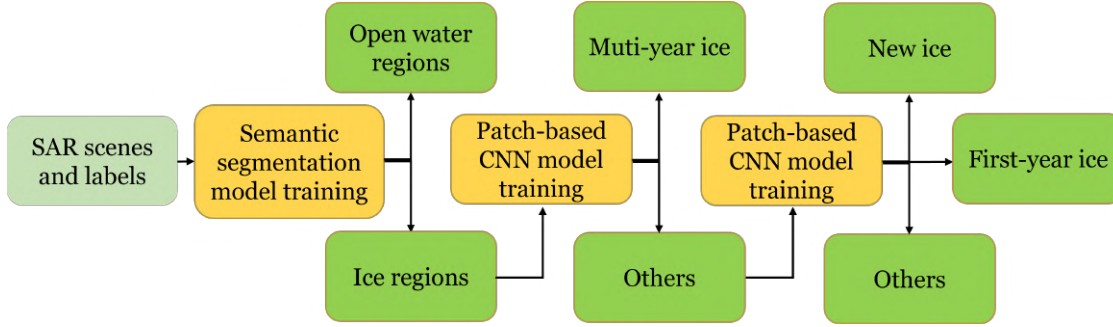 Open water
regions
Muti-year ice
New ice
SAR scenes
and labels
Semantic
segmentation
model training
Patch-based
CNN model
training
Patch-based
CNN model
training
First-year ice
Ice regions
Others
Others